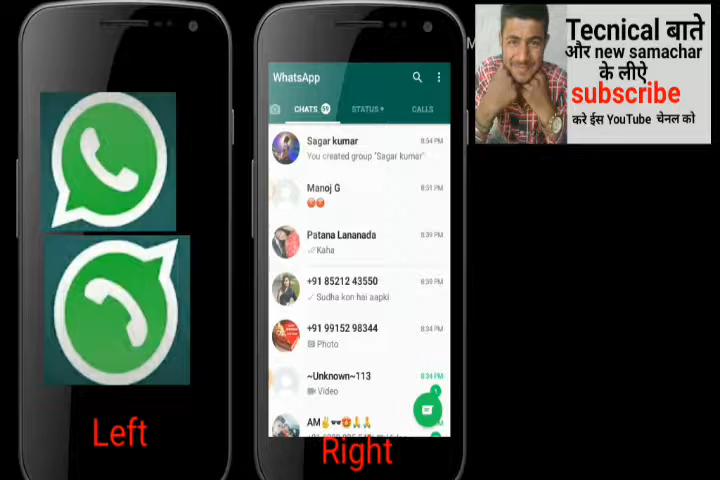 Tecnical बाते
और new samachar
के लीऐ
subscribe
करे ईस YouTube चेनल को
M
WhatsApp
CHATS 59 STATUS CALLS
Sagar kumar 8:54 PM
You created group "Sagar kumar"
Manoj G 8:51 PM
Patana Lananada 8:39 PM
Kaha
+91 85212 43550 8:39 PM
Sudha kon hai aapki
+91 99152 98344 8:34 PM
Photo
~Unknown~113 8:34 PM
Video 1
AM
Left
Right